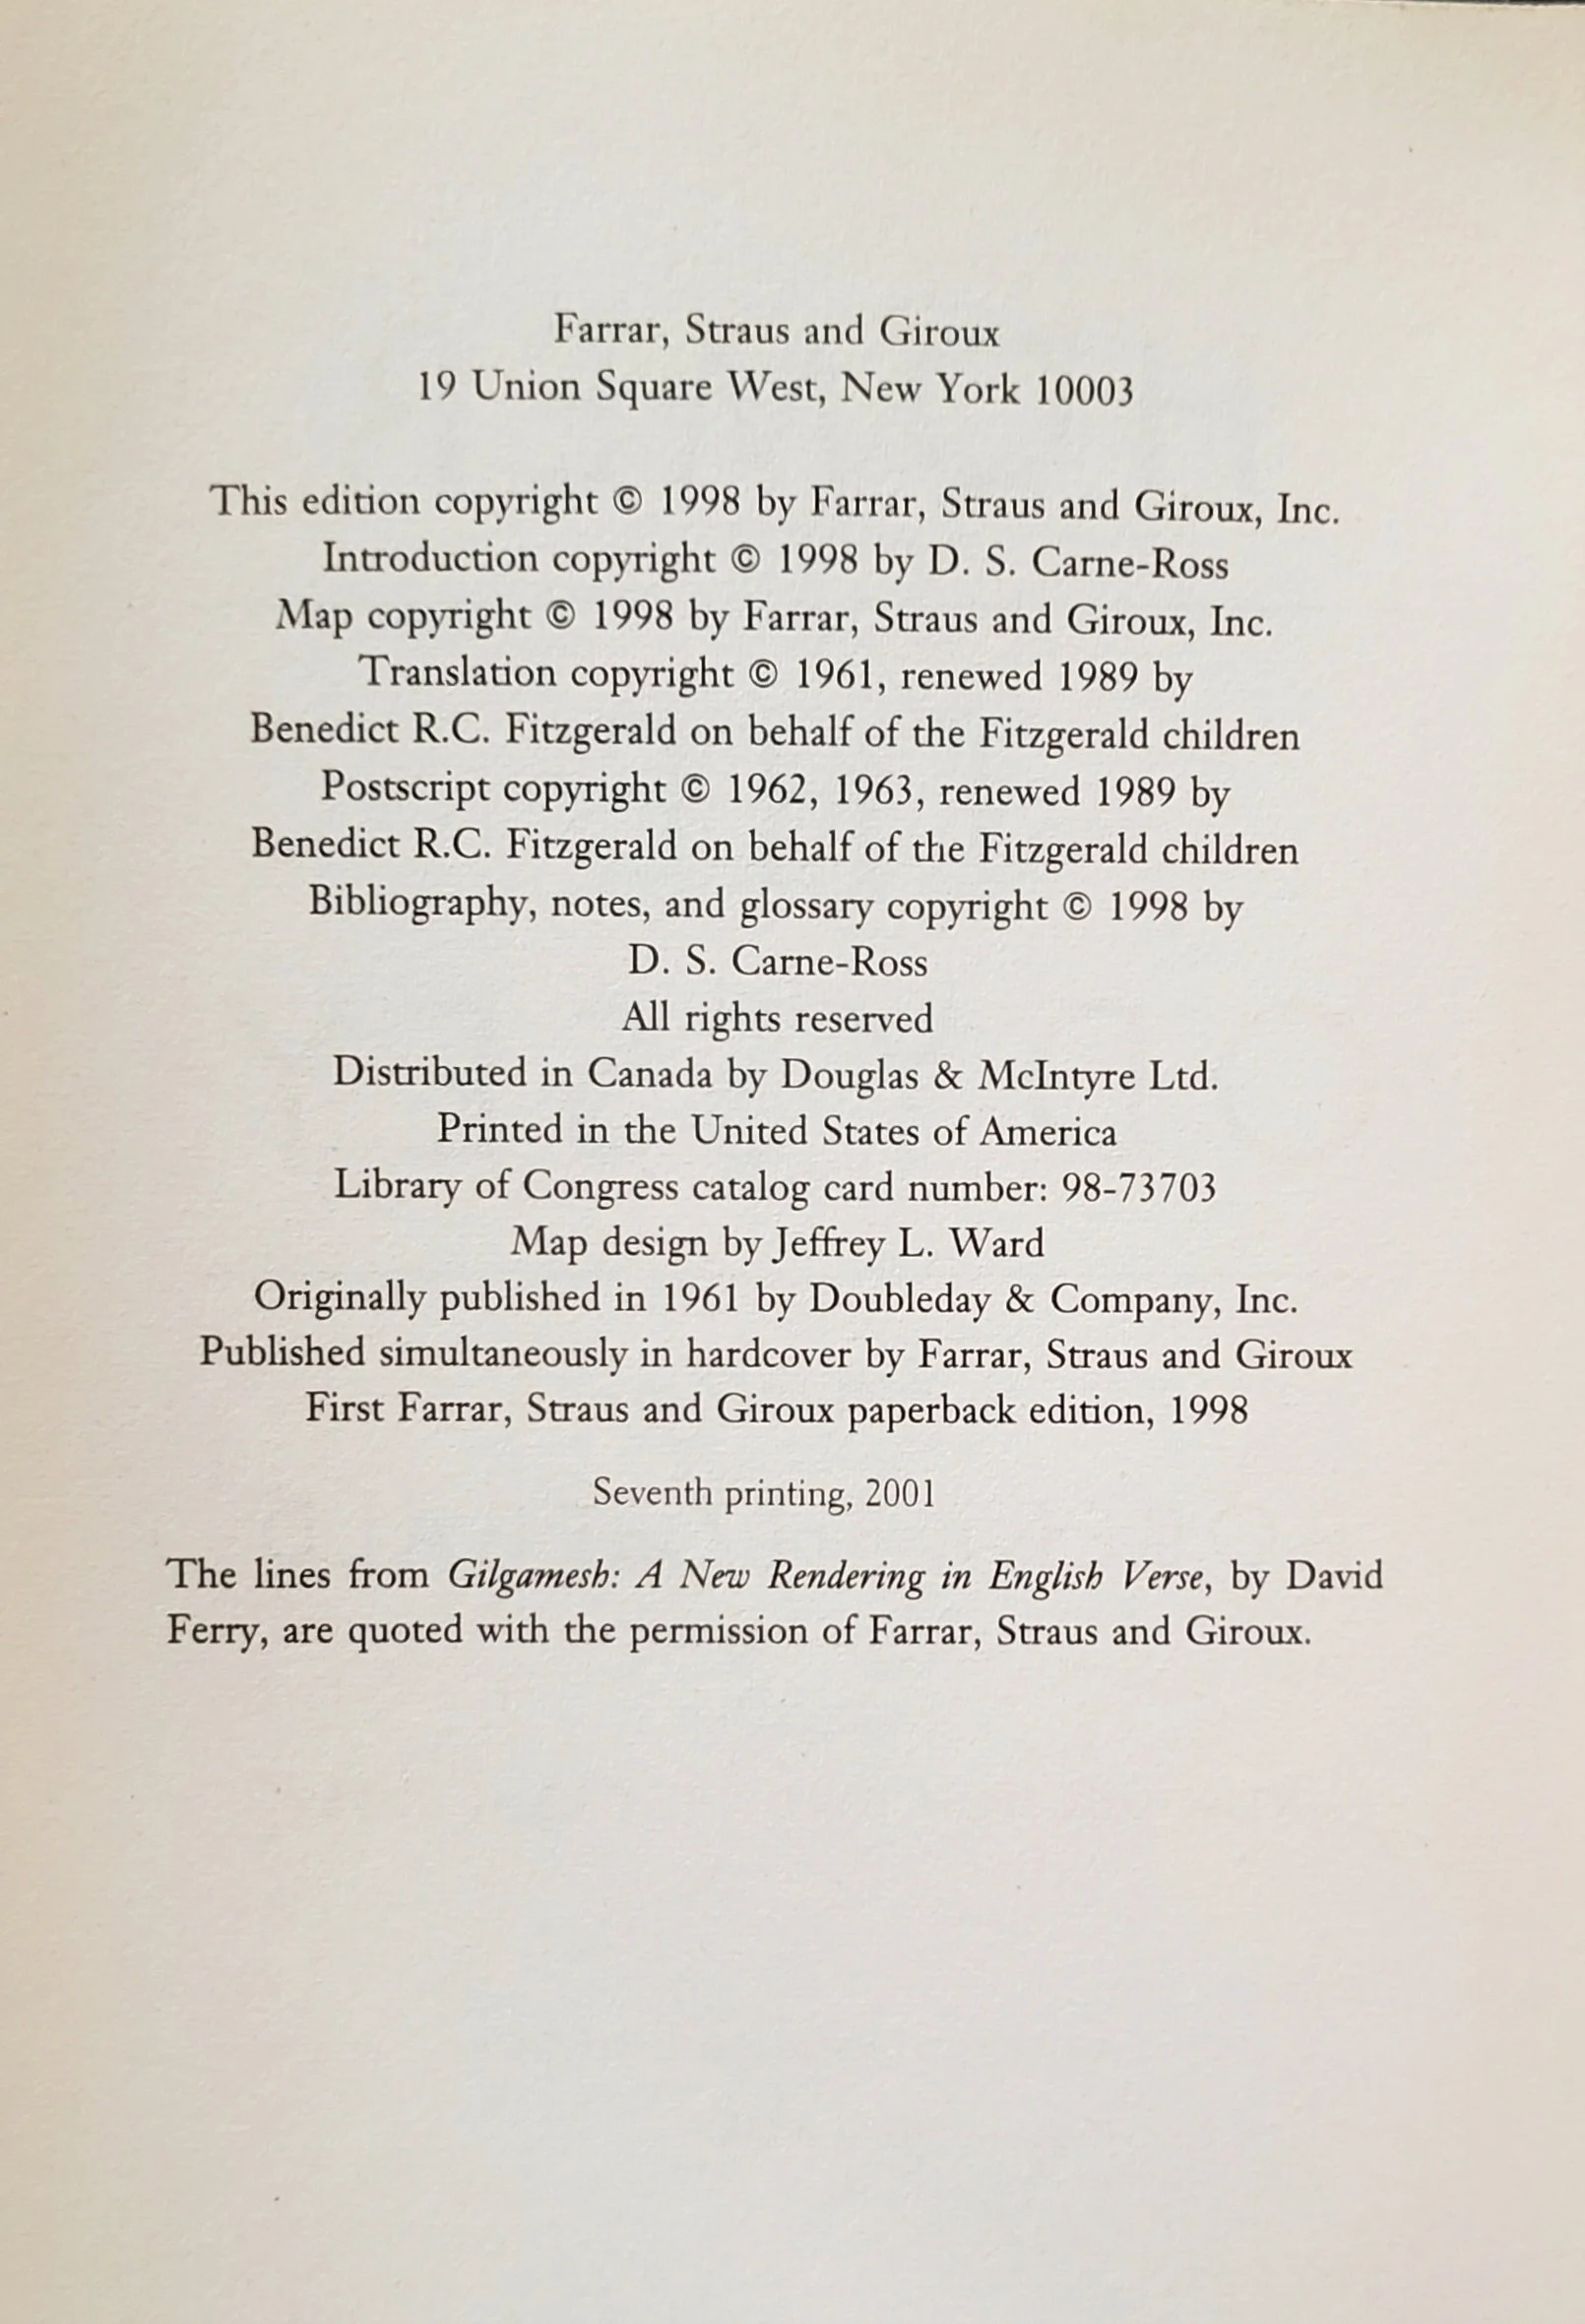 Farrar, Straus and Giroux
19 Union Square West, New York 10003
This edition copyright © 1998 by Farrar, Straus and Giroux, Inc.
Introduction copyright © 1998 by D. S. Carne-Ross
Map copyright © 1998 by Farrar, Straus and Giroux, Inc.
Translation copyright © 1961, renewed 1989 by
Benedict R.C. Fitzgerald on behalf of the Fitzgerald children
Postscript copyright © 1962, 1963, renewed 1989 by
Benedict R.C. Fitzgerald on behalf of the Fitzgerald children
Bibliography, notes, and glossary copyright © 1998 by
D. S. Carne-Ross
All rights reserved
Distributed in Canada by Douglas & McIntyre Ltd.
Printed in the United States of America
Library of Congress catalog card number: 98-73703
Map design by Jeffrey L. Ward
Originally published in 1961 by Doubleday & Company, Inc.
Published simultaneously in hardcover by Farrar, Straus and Giroux
First Farrar, Straus and Giroux paperback edition, 1998
Seventh printing, 2001
The lines from Gilgamesh: A New Rendering in English Verse, by David
Ferry, are quoted with the permission of Farrar, Straus and Giroux.